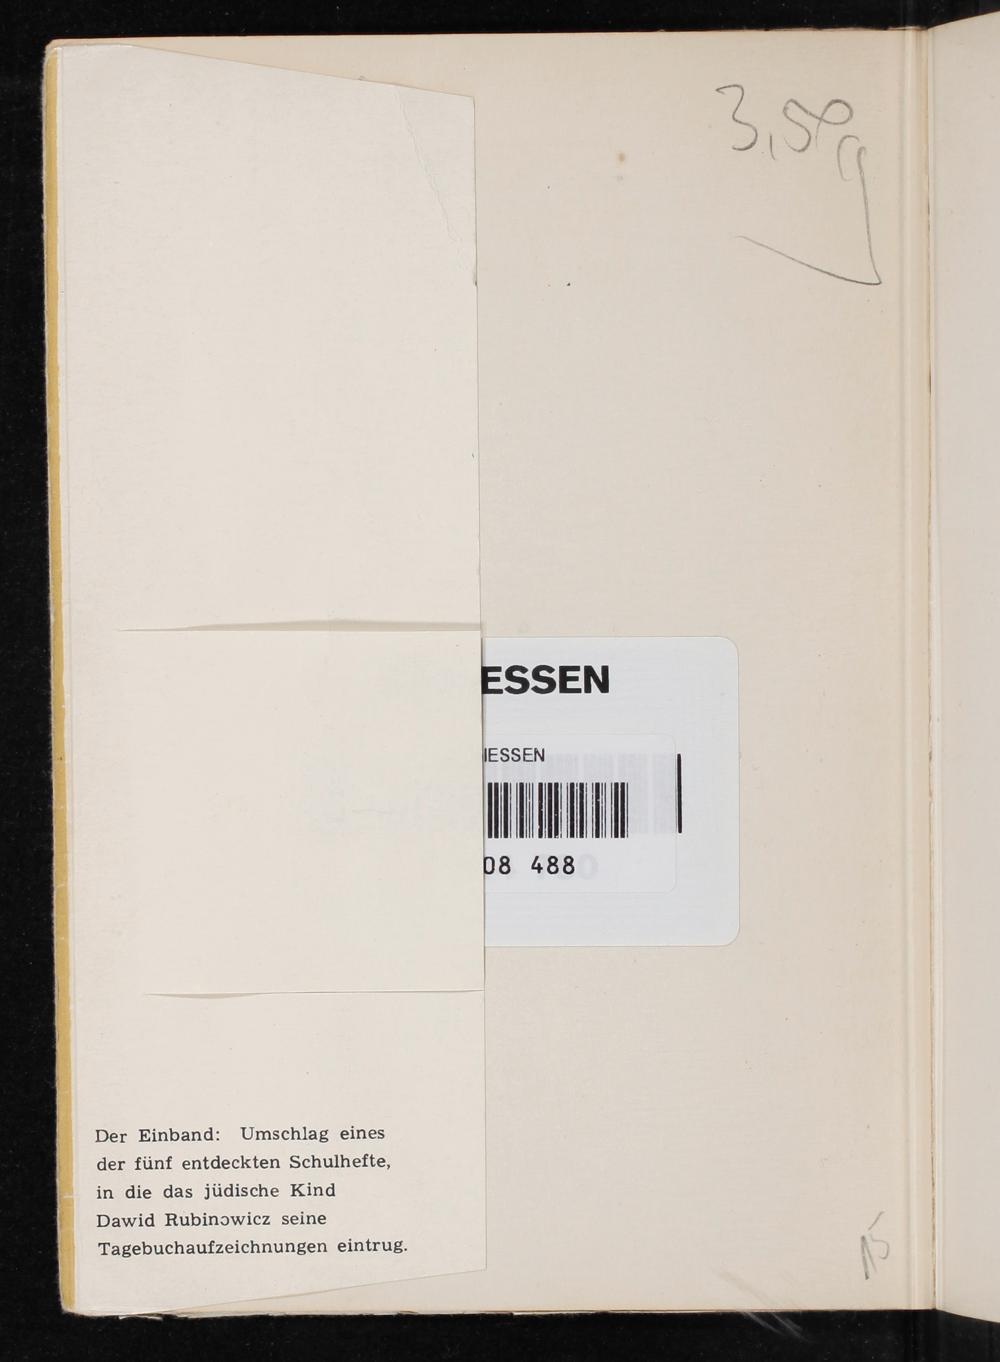 3,50
ESSEN
IESSEN
08 488
Der Einband: Umschlag eines
der fünf entdeckten Schulhefte,
in die das jüdische Kind
Dawid Rubinowicz seine
Tagebuchaufzeichnungen eintrug.